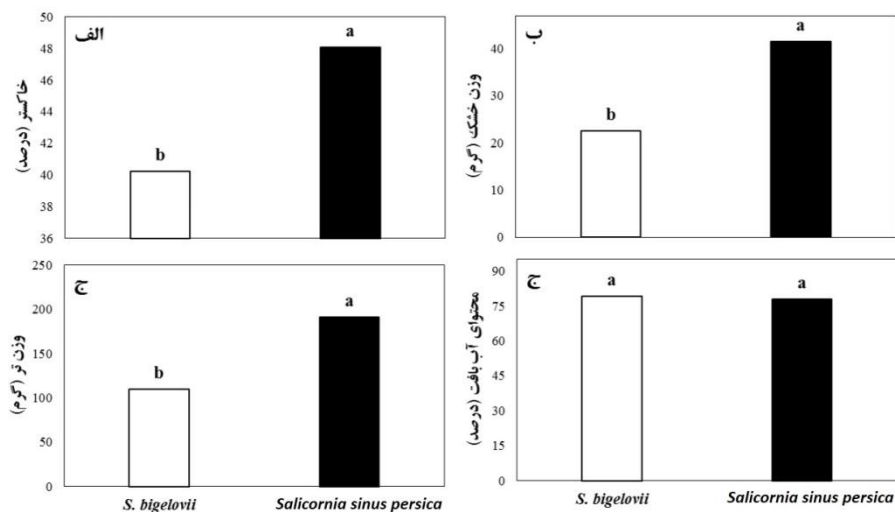 الف
خاکستر (درصد)
50
48
46
44
42
40
38
36
b
a
ب
وزن خشک (گرم)
40
30
20
10
0
b
a
ج
وزن تر (گرم)
250
200
150
100
50
0
b
a
S. bigelovii
Salicornia sinus persica
ج
محتوای آب بافت (درصد)
90
75
60
45
30
15
0
a
a
S. bigelovii
Salicornia sinus persica